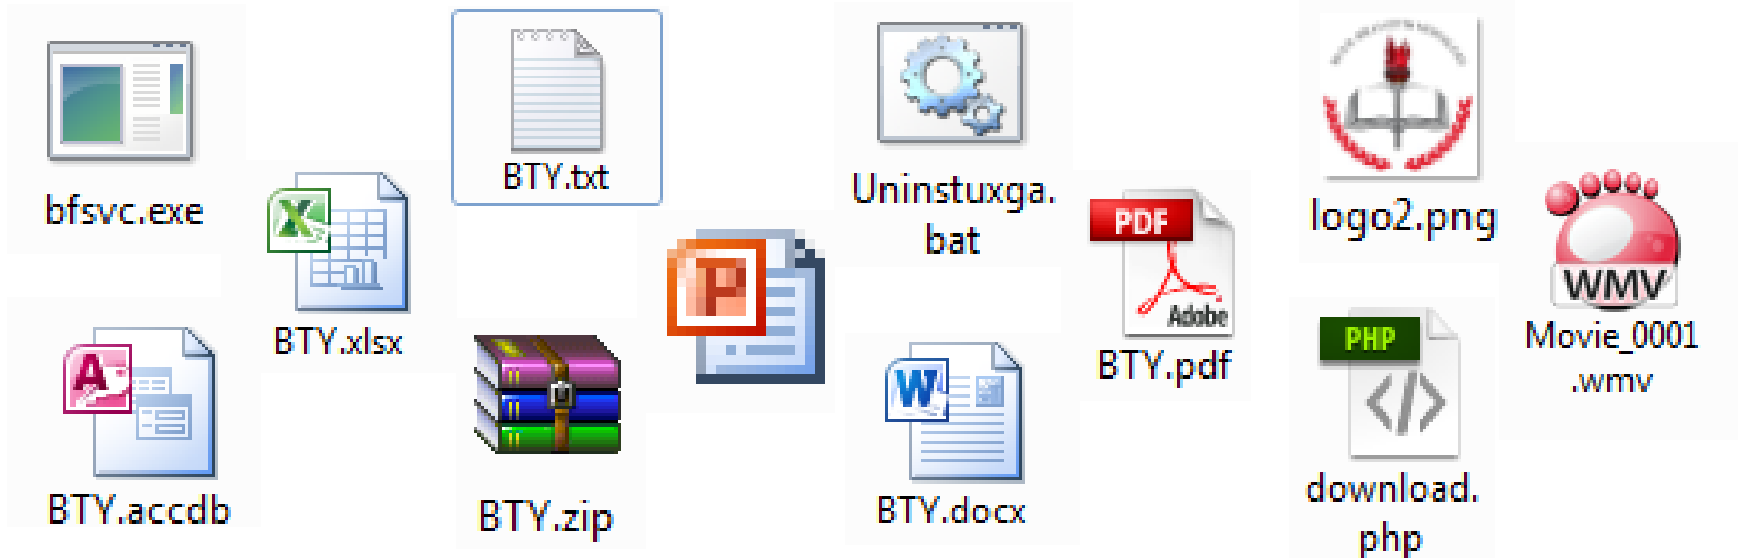 bfsvc.exe
BTY.txt
Uninstuxga.
bat
logo2.png
X
BTY.xlsx
P
PDF
Adobe
BTY.pdf
WMV
Movie_0001
.wmv
A
BTY.accdb
BTY.zip
W
BTY.docx
PHP
</>
download.
php